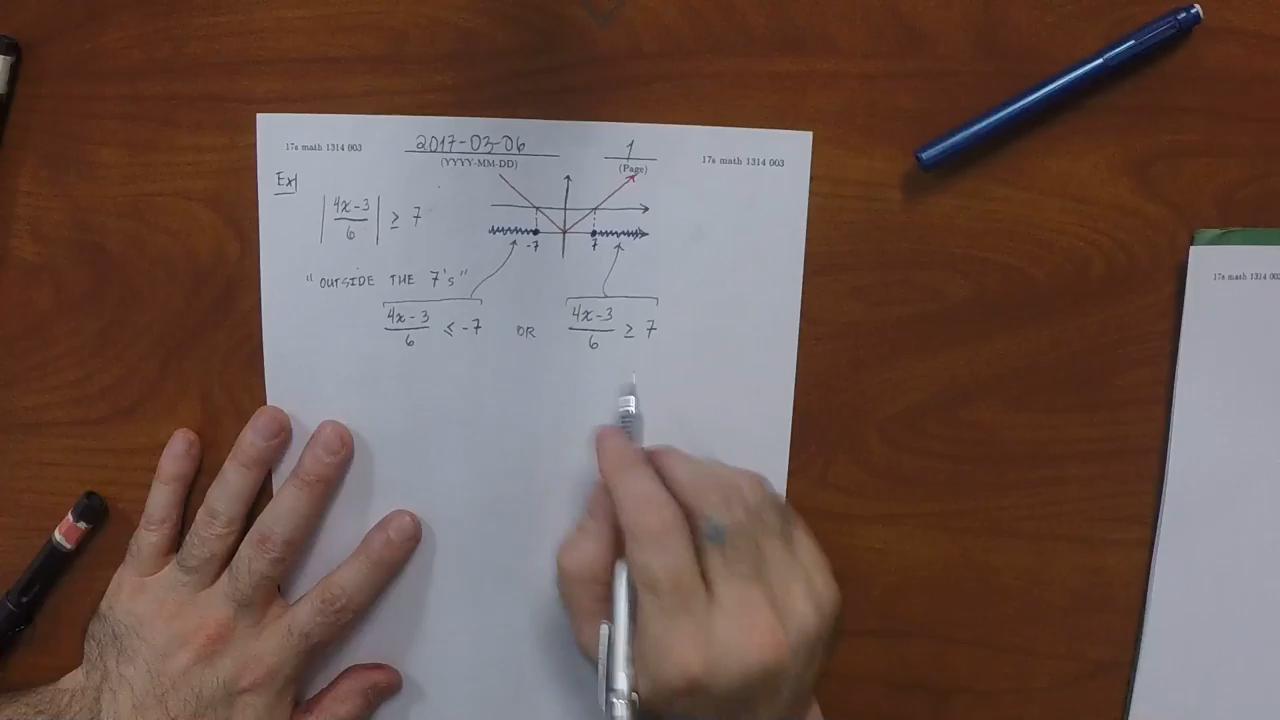 17s math 1314 003
2017-03-06
1
17s math 1314 003
(YYYY-MM-DD)
(Page)
Ex
|4x-3/6| ≥ 7
-7 7
"OUTSIDE THE 7's"
4x-3/6 ≤ -7 OR 4x-3/6 ≥ 7
17s math 1314 00